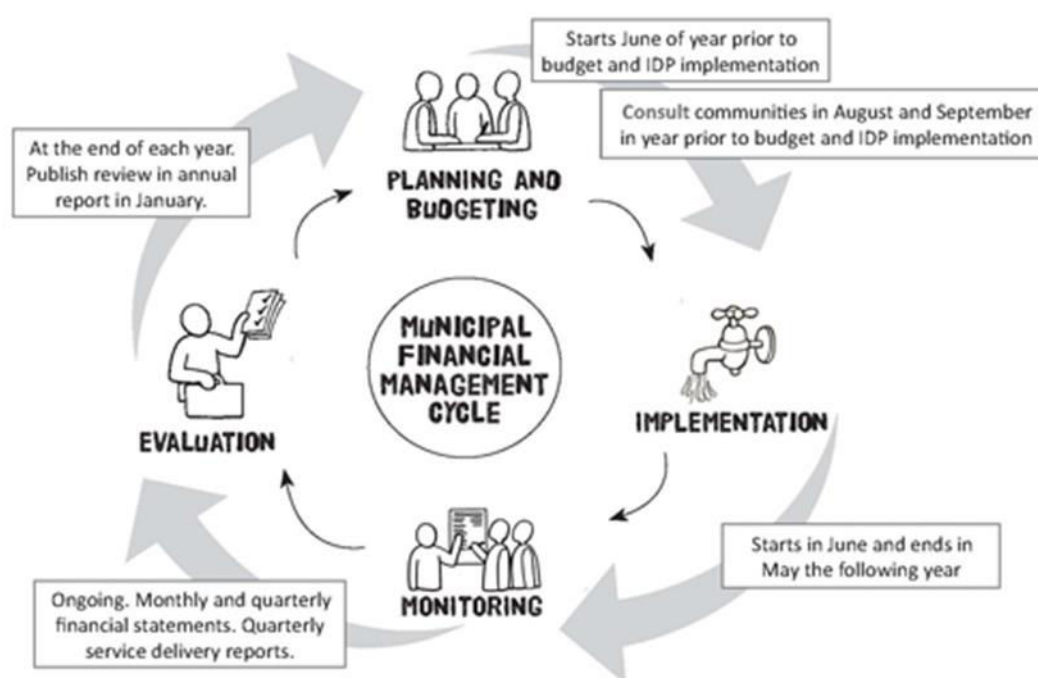 Starts June of year prior to
budget and IDP implementation
Consult communities in August and September
in year prior to budget and IDP implementation
At the end of each year.
Publish review in annual
report in January.
PLANNING AND
BUDGETING
MUNICIPAL
FINANCIAL
MANAGEMENT
CYCLE
EVALUATION
IMPLEMENTATION
Starts in June and ends in
May the following year
MONITORING
Ongoing. Monthly and quarterly
financial statements. Quarterly
service delivery reports.